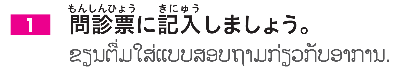 もんしんひょう きにゅう
1 問診票に記入しましょう。
ຂຽນຕື່ມໃສ່ແບບສອບຖາມກ່ຽວກັບອາການ.